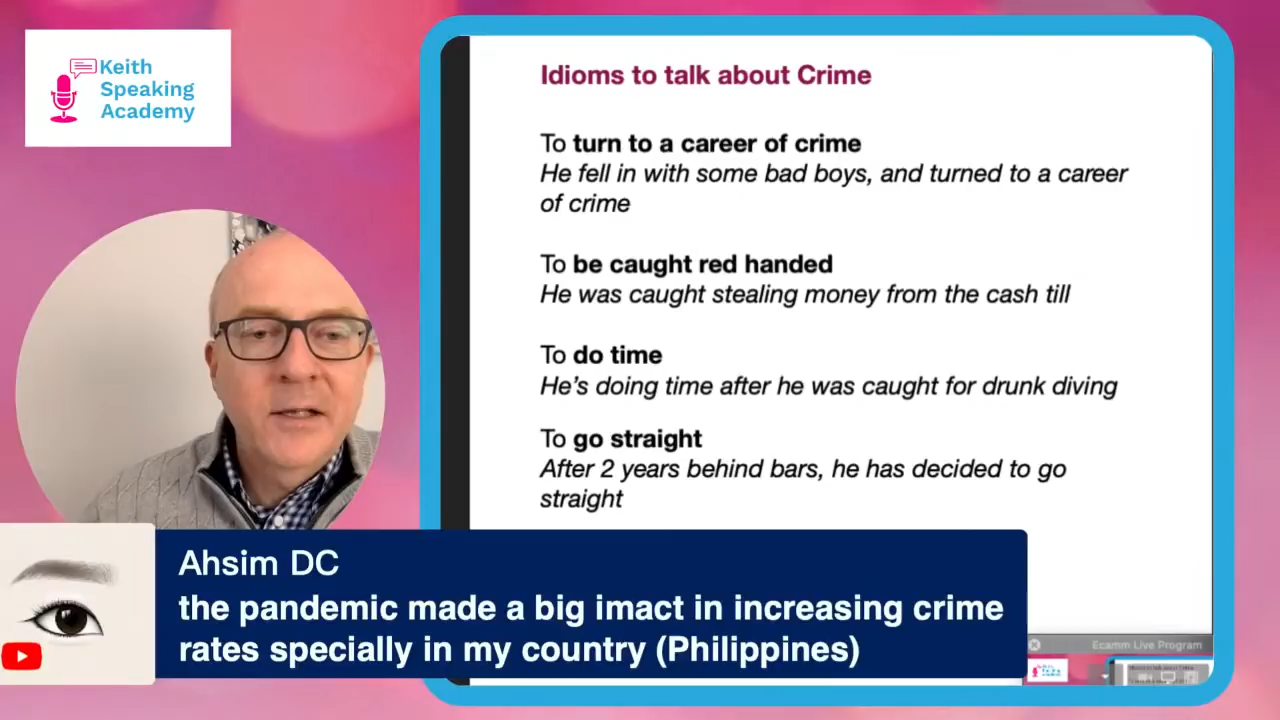 Keith
Speaking
Academy
Idioms to talk about Crime
To turn to a career of crime
He fell in with some bad boys, and turned to a career
of crime
To be caught red handed
He was caught stealing money from the cash till
To do time
He's doing time after he was caught for drunk diving
To go straight
After 2 years behind bars, he has decided to go
straight
Ahsim DC
the pandemic made a big imact in increasing crime
rates specially in my country (Philippines)
Ecamm Live Program